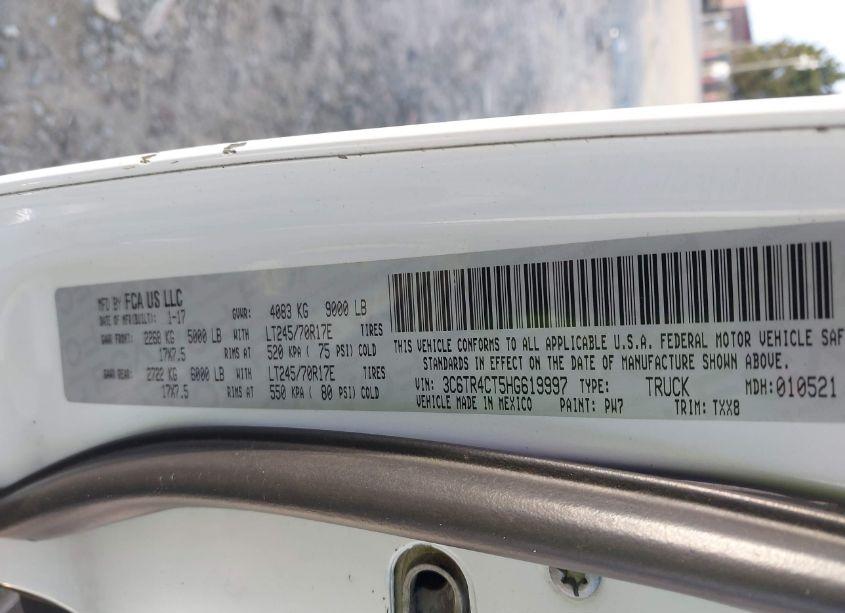 MFD BY FCA US LLC
DATE OF MFR(BUILT): 1-17 GVWR: 4083 KG 9000 LB
GAWR FRONT: 2268 KG 5000 LB WITH LT245/70R17E TIRES
17X7.5 RIMS AT 520 KPA ( 75 PSI) COLD
GAWR REAR: 2722 KG 6000 LB WITH LT245/70R17E TIRES
17X7.5 RIMS AT 550 KPA ( 80 PSI) COLD
THIS VEHICLE CONFORMS TO ALL APPLICABLE U.S.A. FEDERAL MOTOR VEHICLE SAF
STANDARDS IN EFFECT ON THE DATE OF MANUFACTURE SHOWN ABOVE.
VIN: 3C6TR4CT5HG619997 TYPE: TRUCK MDH: 010521
VEHICLE MADE IN MEXICO PAINT: PW7 TRIM: TXX8